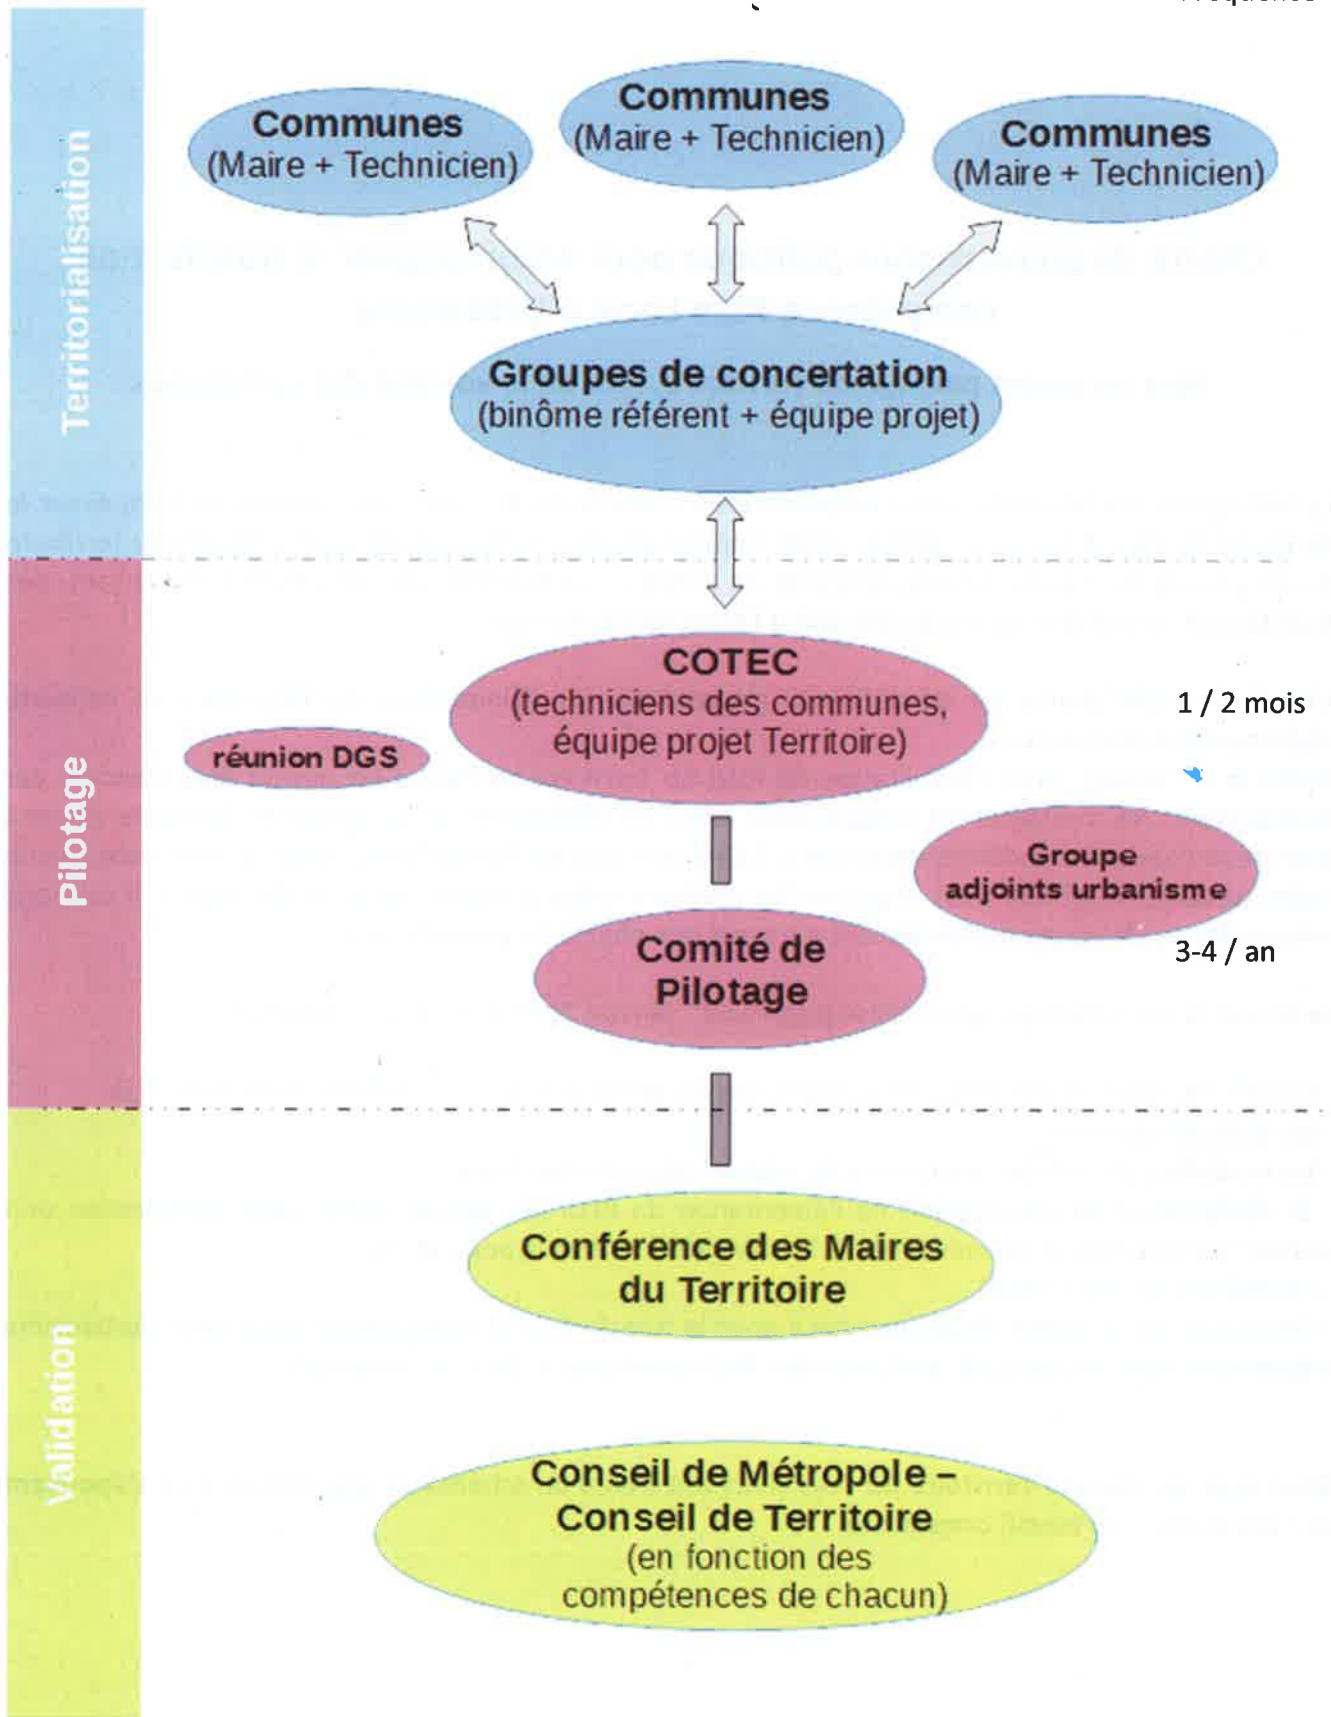 Communes
(Maire + Technicien)
Communes
(Maire + Technicien)
Communes
(Maire + Technicien)
Territorialisation
Groupes de concertation
(binôme référent + équipe projet)
COTEC
(techniciens des communes,
équipe projet Territoire)
1 / 2 mois
réunion DGS
Pilotage
Groupe
adjoints urbanisme
3-4 / an
Comité de
Pilotage
Conférence des Maires
du Territoire
Validation
Conseil de Métropole –
Conseil de Territoire
(en fonction des
compétences de chacun)